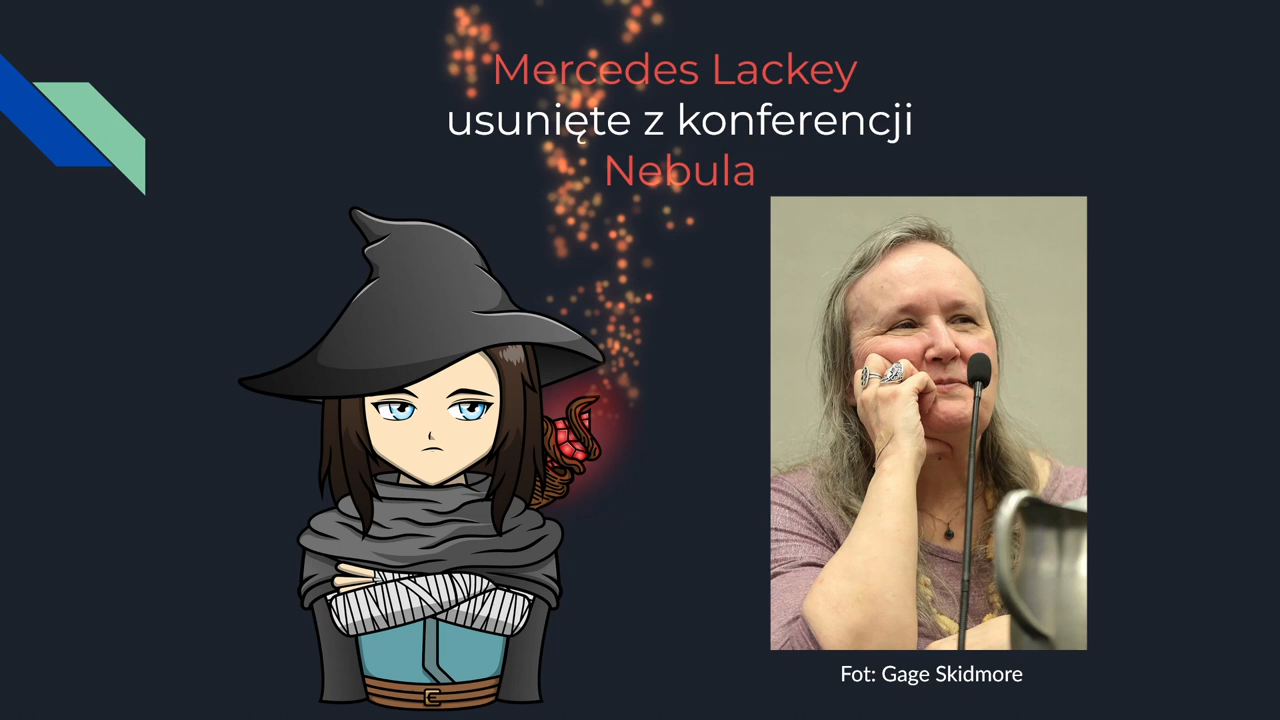 Mercedes Lackey
usunięte z konferencji
Nebula
Fot: Gage Skidmore